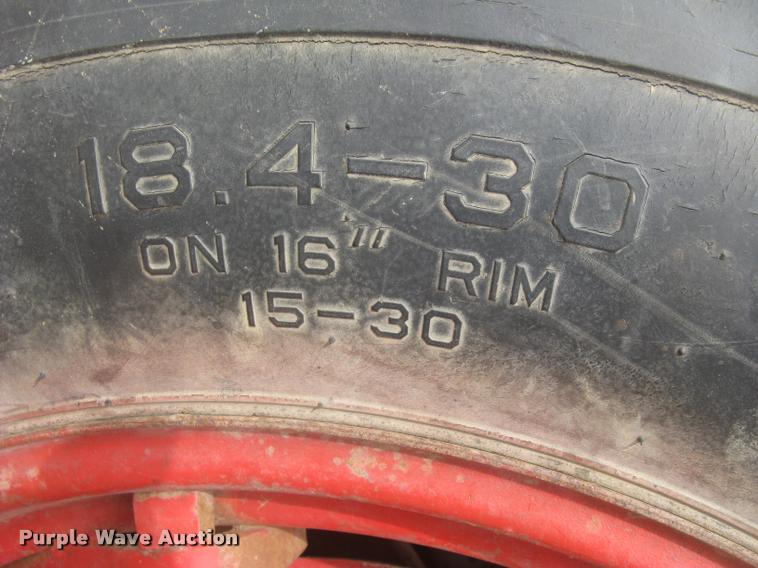 18.4-30
ON 16" RIM
15-30
Purple Wave Auction